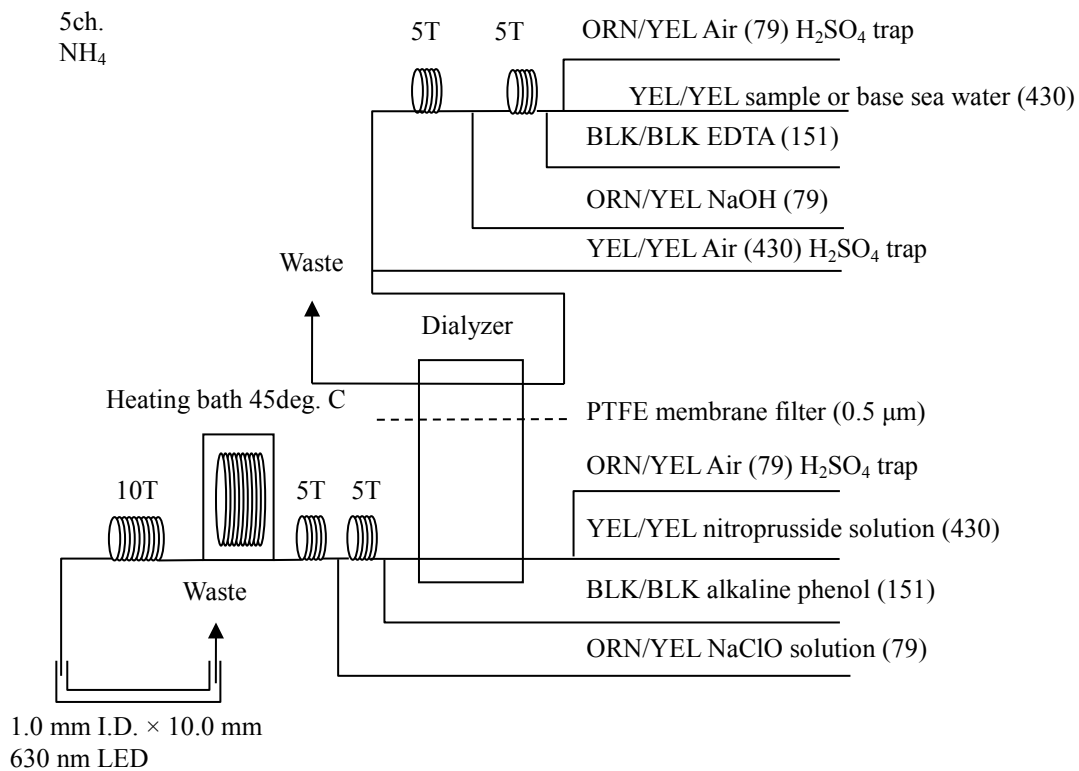 5ch.
NH₄
5T 5T
ORN/YEL Air (79) H₂SO₄ trap
YEL/YEL sample or base sea water (430)
BLK/BLK EDTA (151)
ORN/YEL NaOH (79)
YEL/YEL Air (430) H₂SO₄ trap
Waste
Dialyzer
Heating bath 45deg. C
PTFE membrane filter (0.5 μm)
ORN/YEL Air (79) H₂SO₄ trap
10T 5T 5T
YEL/YEL nitroprusside solution (430)
Waste
BLK/BLK alkaline phenol (151)
ORN/YEL NaClO solution (79)
1.0 mm I.D. × 10.0 mm
630 nm LED